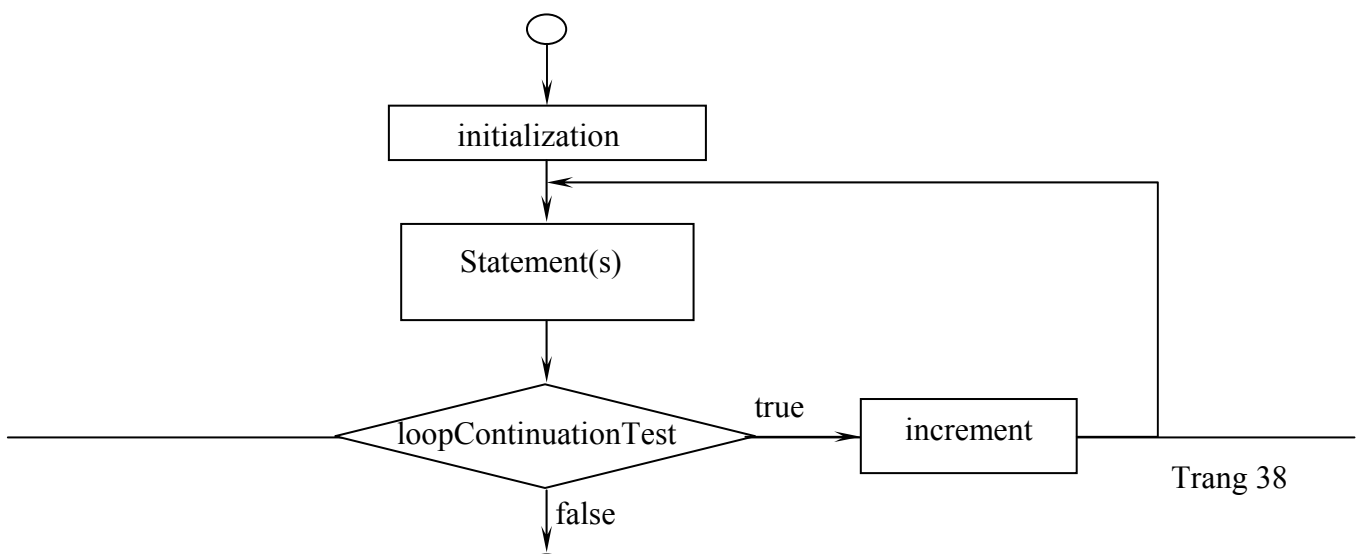 initialization
Statement(s)
true
loopContinuationTest
increment
Trang 38
false